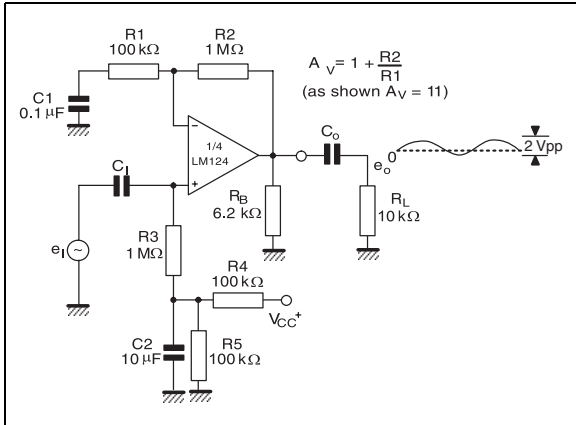 R1
100 kΩ
R2
1 MΩ
A V = 1 + R2
R1
(as shown AV = 11)
C1
0.1 µF
1/4
LM124
CI
CO
0
eo
2 VPP
RB
6.2 kΩ
RL
10 kΩ
eI
~
R3
1 MΩ
R4
100 kΩ
VCC+
C2
10 µF
R5
100 kΩ